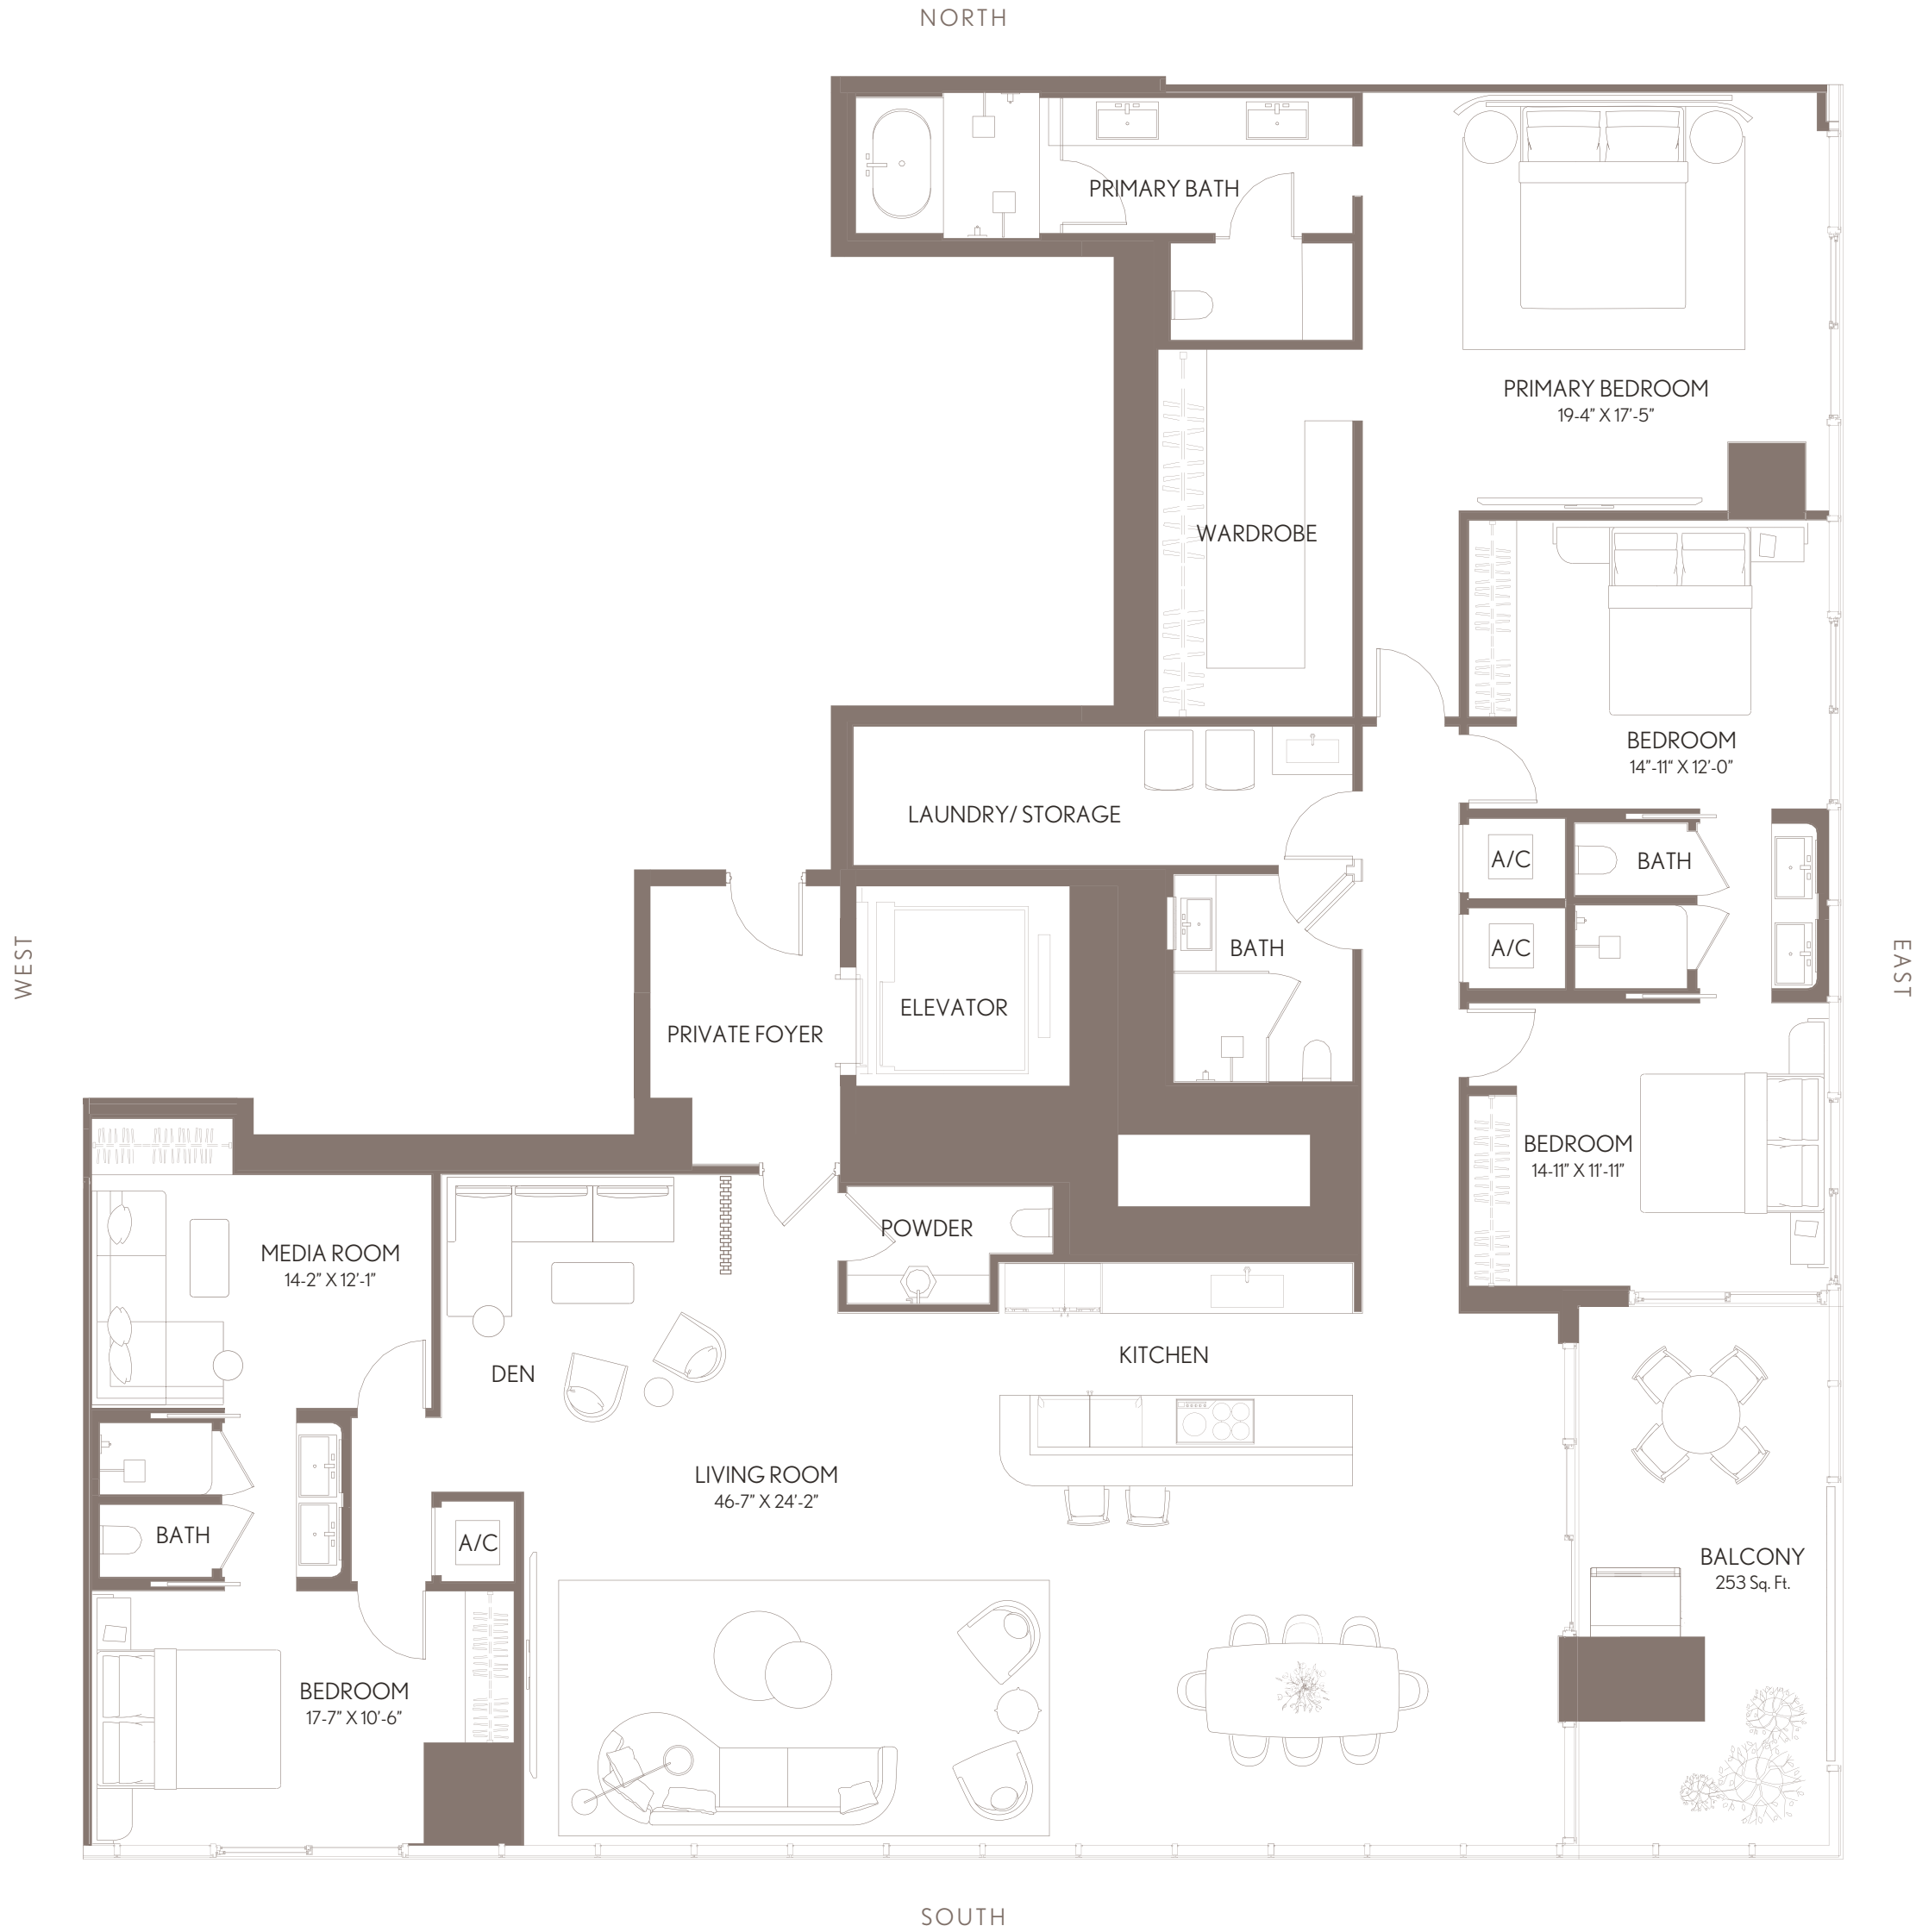 NORTH
PRIMARY BATH
PRIMARY BEDROOM
19-4” X 17’-5”
WARDROBE
BEDROOM
14”-11“ X 12’-0”
LAUNDRY/ STORAGE
A/C
BATH
WEST
A/C
BATH
EAST
ELEVATOR
PRIVATE FOYER
BEDROOM
14-11” X 11’-11”
POWDER
MEDIA ROOM
14-2” X 12’-1”
KITCHEN
DEN
LIVING ROOM
46-7” X 24’-2”
BATH
A/C
BALCONY
253 Sq. Ft.
BEDROOM
17-7” X 10’-6”
SOUTH